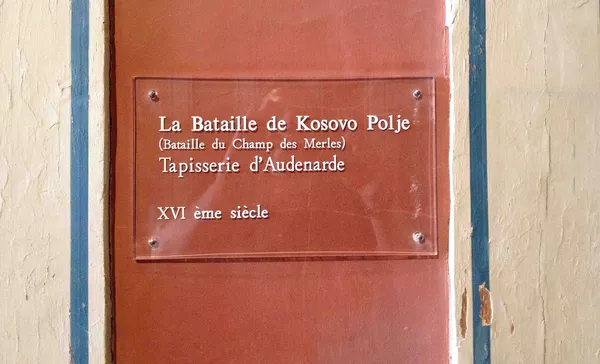 La Bataille de Kosovo Polje
(Bataille du Champ des Merles)
Tapisserie d'Audenarde
XVI ème siècle